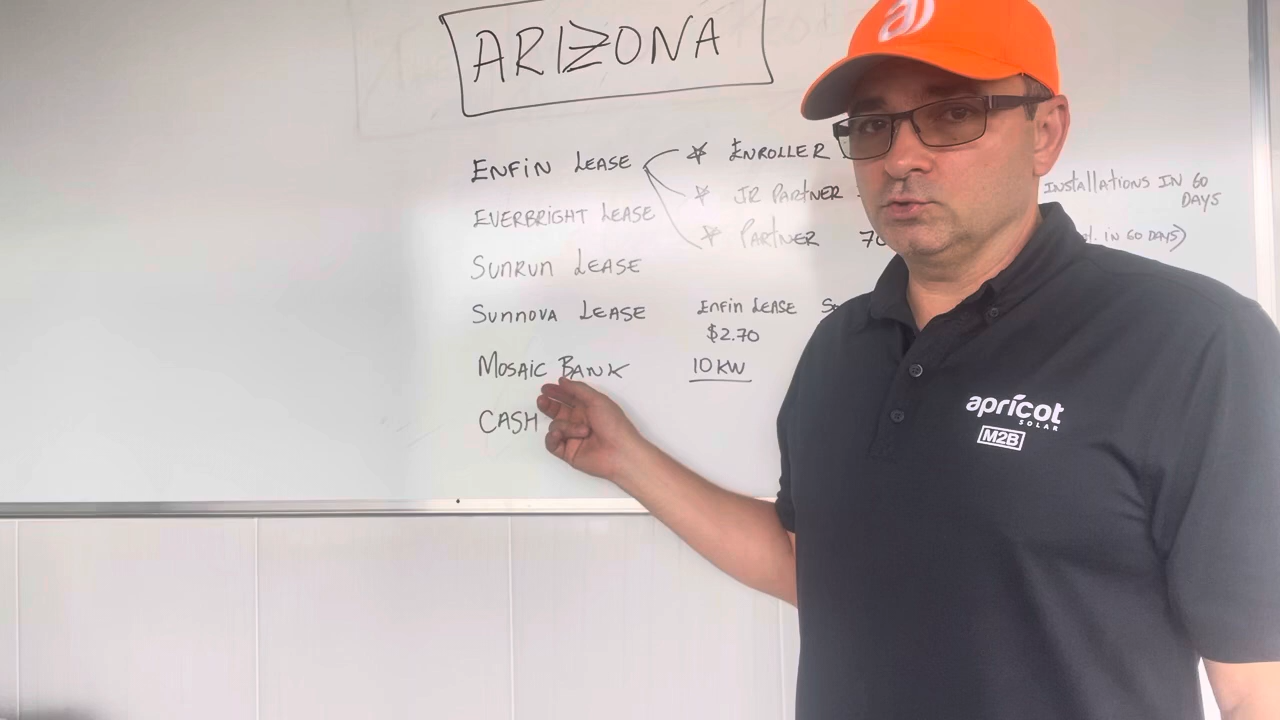 ARIZONA
ENFIN LEASE
* ENROLLER
* JR PARTNER
INSTALLATIONS IN 60
DAYS
* PARTNER 70
IN 60 DAYS)
EVERBRIGHT LEASE
SUNRUN LEASE
SUNNOVA LEASE
ENFIN LEASE
$2.70
MOSAIC BANK
10 KW
CASH
apricot
SOLAR
M2B